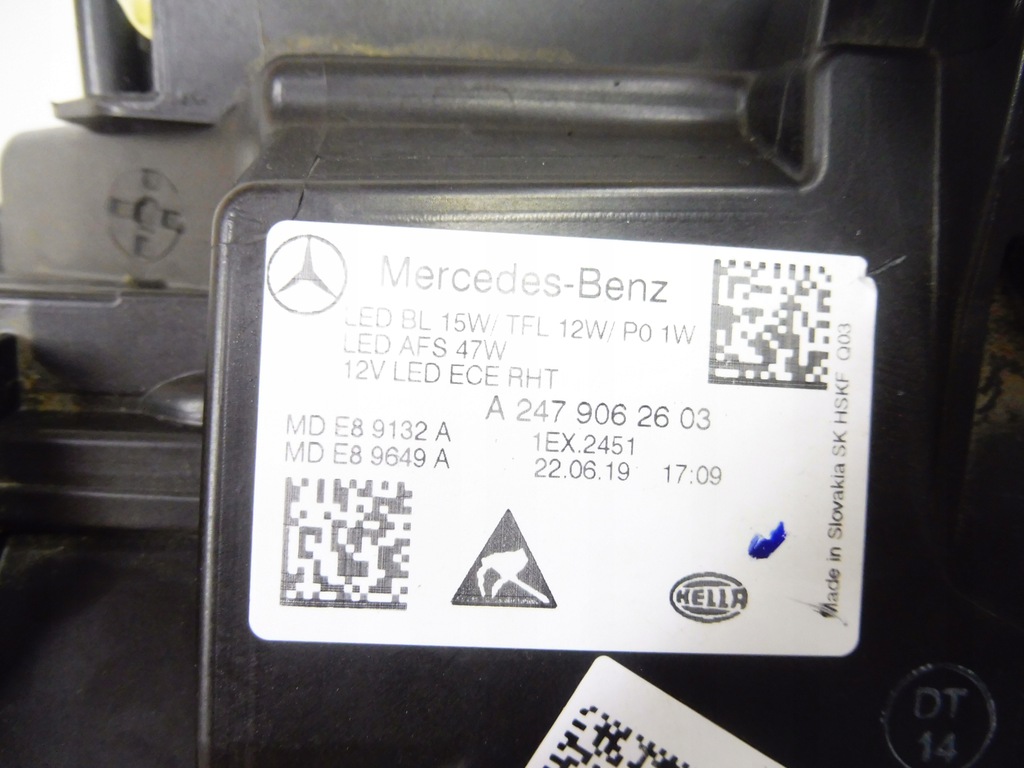 Mercedes-Benz
LED BL 15W/ TFL 12W/ P0 1W
LED AFS 47W
12V LED ECE RHT
A 247 906 26 03
MD E8 9132 A
MD E8 9649 A
1EX.2451
22.06.19 17:09
HELLA
Made in Slovakia SK HSKF Q03
DT
14